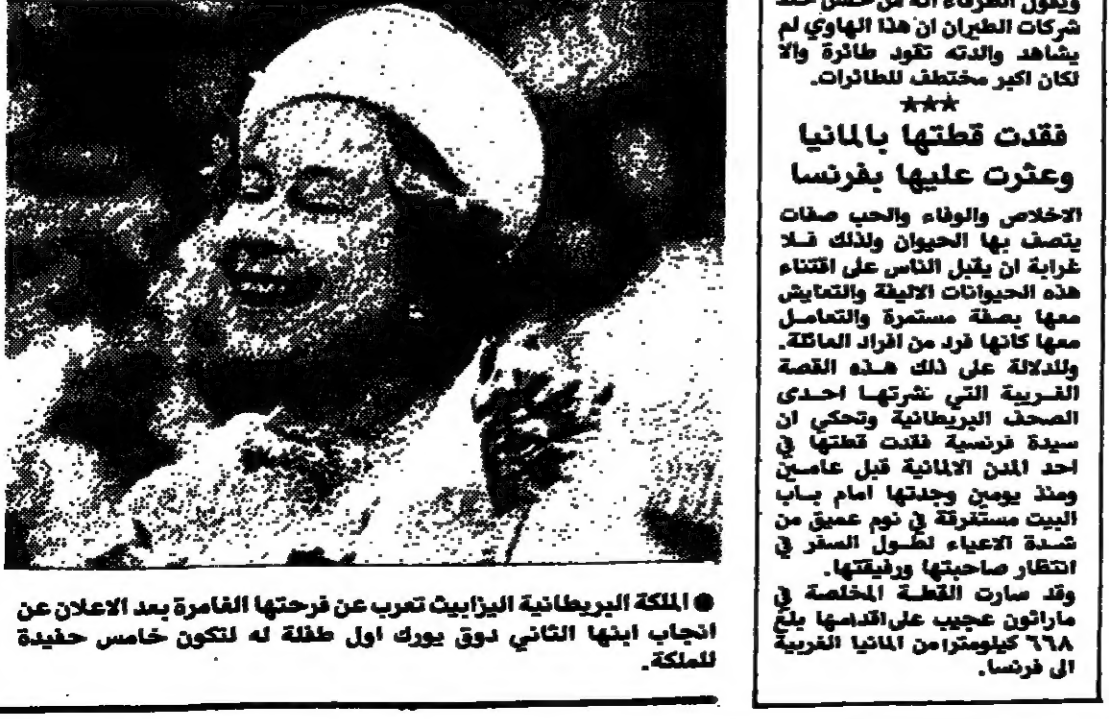 ويقول الظرفاء انه من حسن حظ
شركات الطيران ان هذا الهاوي لم
يشاهد والدته تقود طائرة والا
لكان اكبر مختطف للطائرات.
★★★
فقدت قطتها بالمانيا
وعثرت عليها بفرنسا
الاخلاص والوفاء والحب صفات
يتصف بها الحيوان ولذلك فلا
غرابة ان يقبل الناس على اقتناء
هذه الحيوانات الاليفة والتعايش
معها بصفة مستمرة والتعامل
معها كانها فرد من افراد العائلة.
وللدلالة على ذلك هذه القصة
الغريبة التي نشرتها احدى
الصحف البريطانية وتحكي ان
سيدة فرنسية فقدت قطتها في
احد المدن الالمانية قبل عامين
ومنذ يومين وجدتها امام باب
البيت مستغرقة في نوم عميق من
شدة الاعياء لطول السفر في
انتظار صاحبتها ورفيقتها.
وقد سارت القطة المخلصة في
ماراثون عجيب على اقدامها بلغ
٦٦٨ كيلومترا من المانيا الغربية
الى فرنسا.
● الملكة البريطانية اليزابيث تعرب عن فرحتها الغامرة بعد الاعلان عن
انجاب ابنها الثاني دوق يورك اول طفلة له لتكون خامس حفيدة
للملكة.